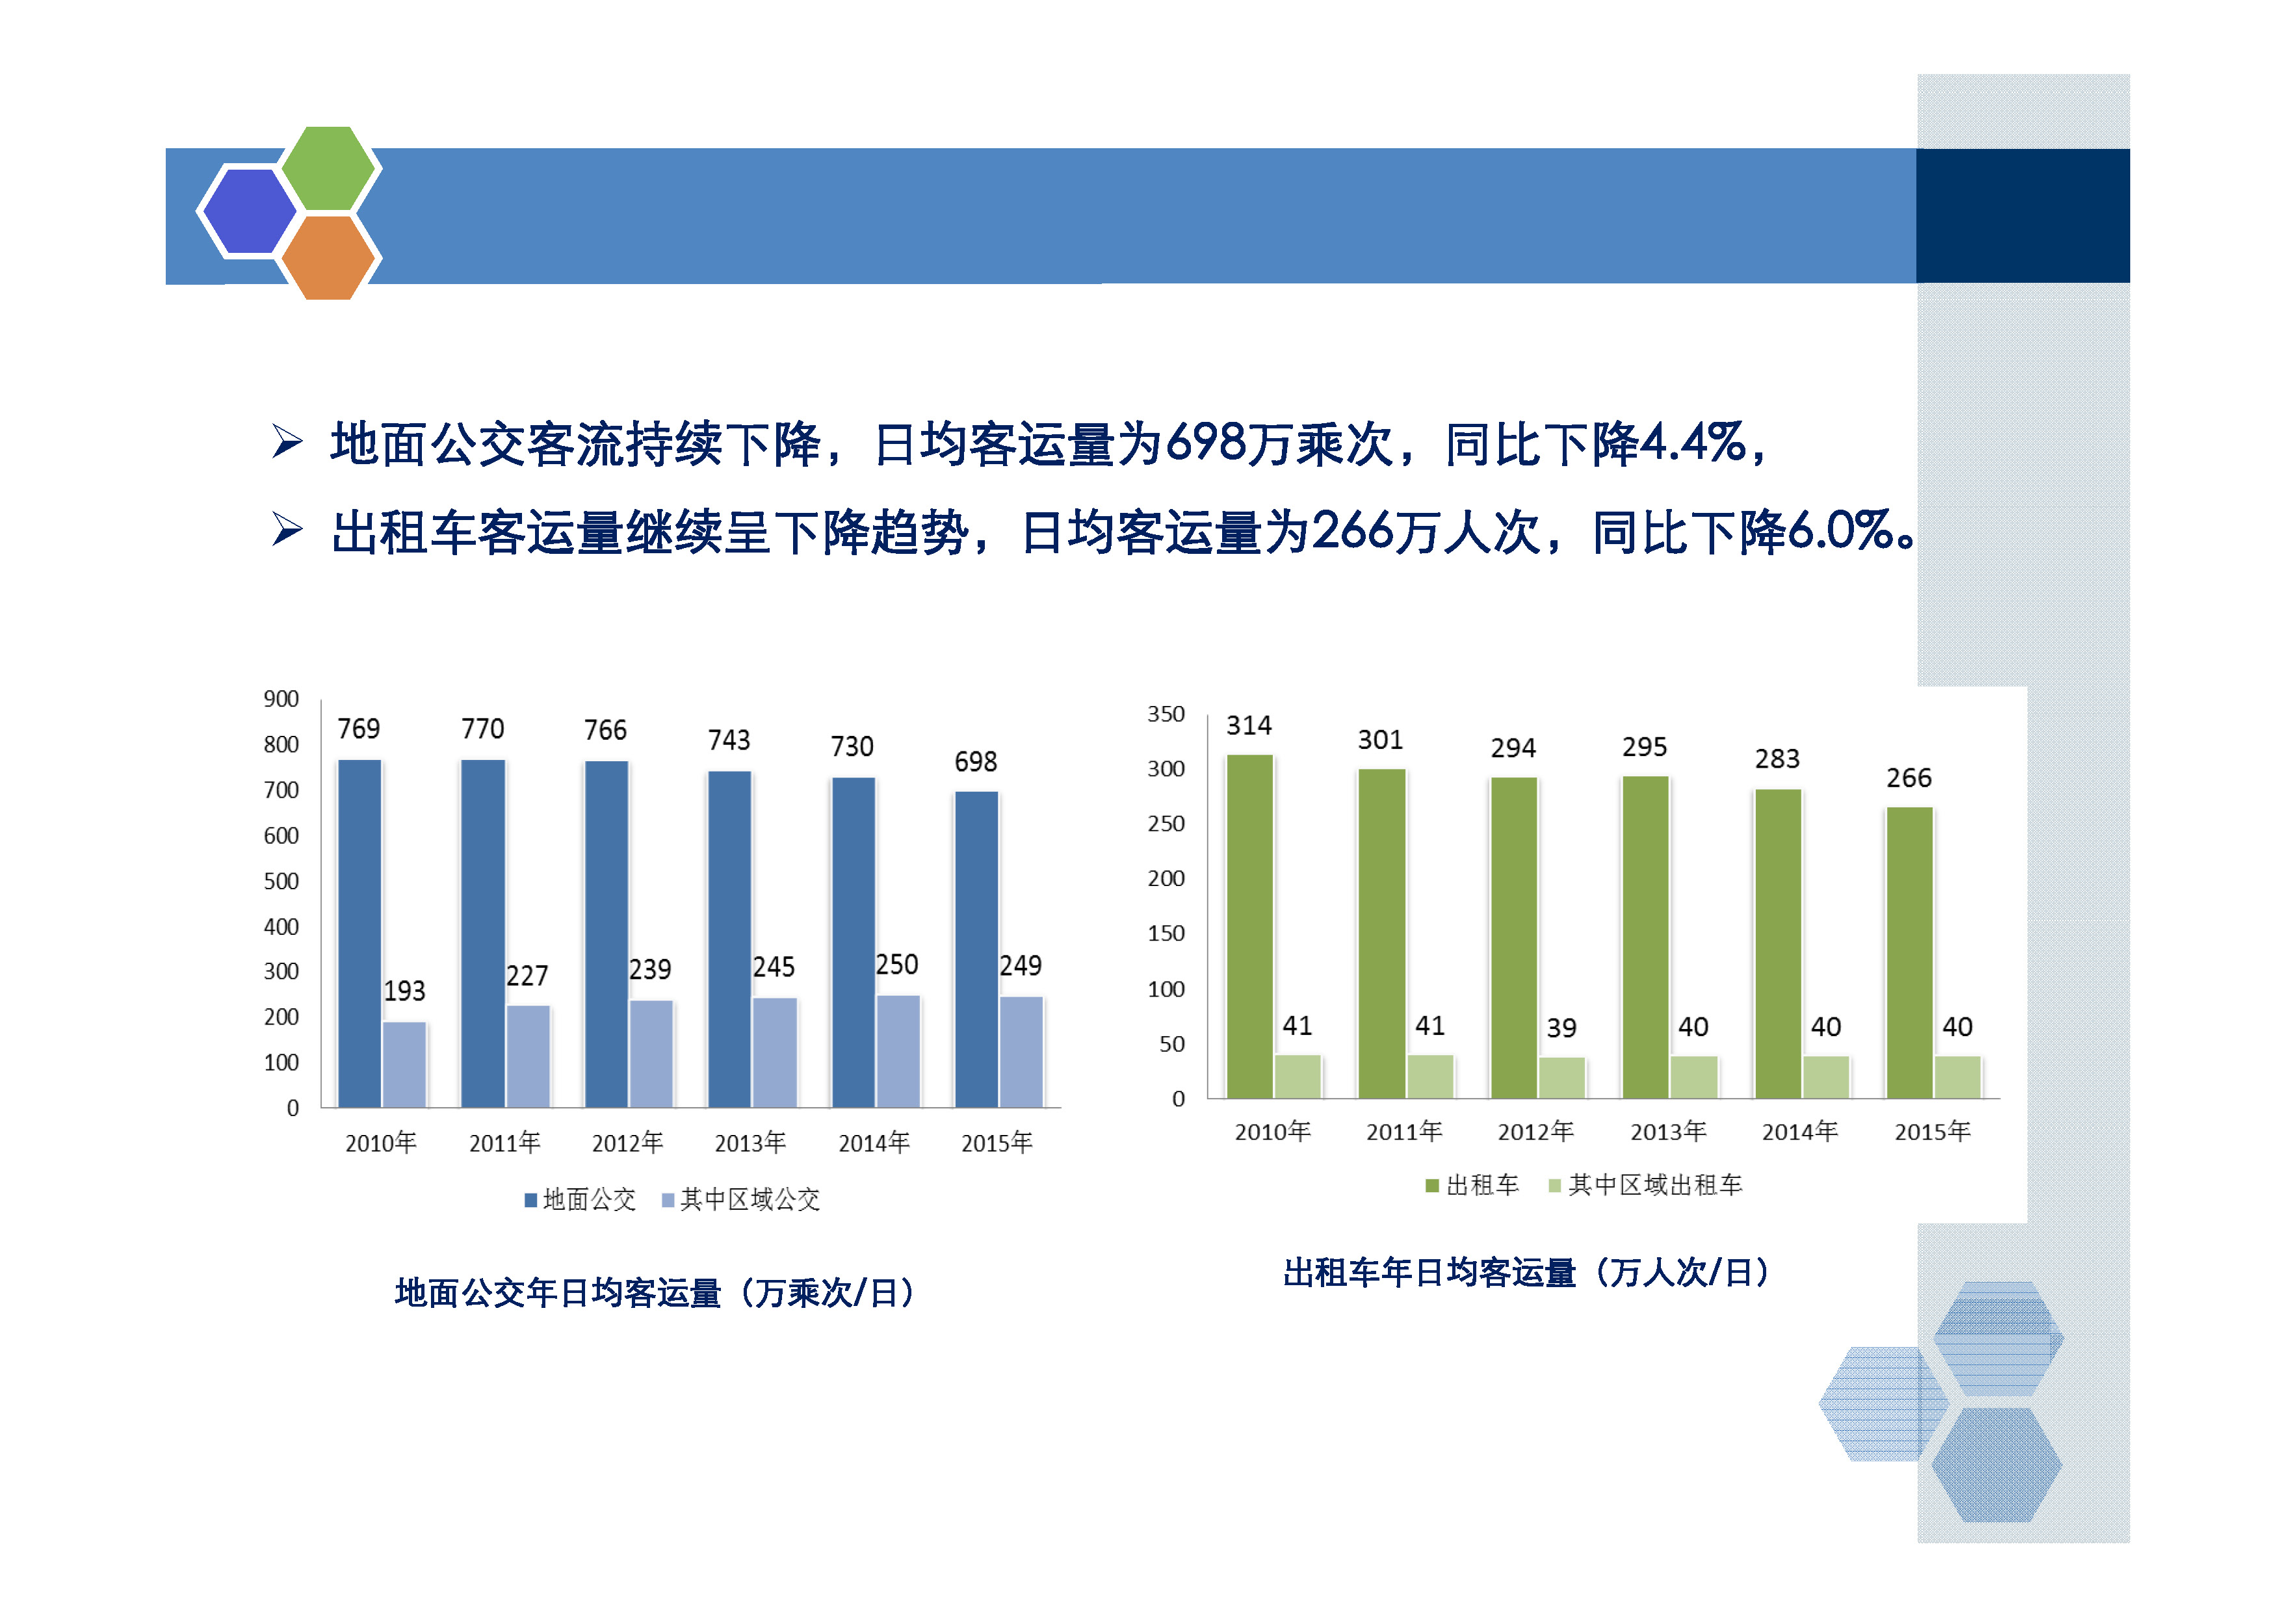 地面公交客流持续下降，日均客运量为698万乘次，同比下降4.4%，
出租车客运量继续呈下降趋势，日均客运量为266万人次，同比下降6.0%。
900
800
700
600
500
400
300
200
100
0
769
770
766
743
730
698
193
227
239
245
250
249
2010年
2011年
2012年
2013年
2014年
2015年
地面公交
其中区域公交
地面公交年日均客运量（万乘次/日）
350
300
250
200
150
100
50
0
314
301
294
295
283
266
41
41
39
40
40
40
2010年
2011年
2012年
2013年
2014年
2015年
出租车
其中区域出租车
出租车年日均客运量（万人次/日）